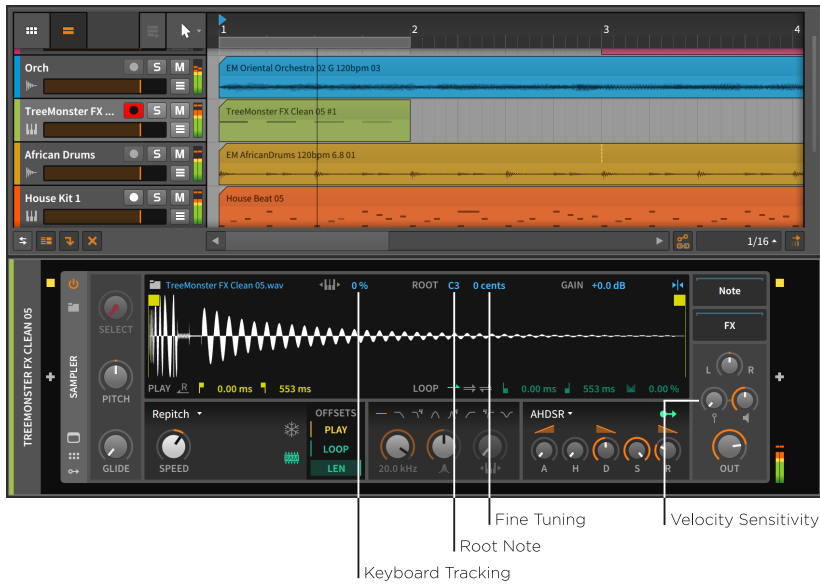 1 2 3 4
Orch S M
EM Oriental Orchestra 02 G 120bpm 03
TreeMonster FX ... S M
TreeMonster FX Clean 05 #1
African Drums S M
EM AfricanDrums 120bpm 6.8 01
House Kit 1 S M
House Beat 05
1/16
TREEMONSTER FX CLEAN 05
SAMPLER
TreeMonster FX Clean 05.wav 0 % ROOT C3 0 cents GAIN +0.0 dB
Note
SELECT
FX
L R
PITCH
PLAY R 0.00 ms 553 ms LOOP 0.00 ms 553 ms 0.00 %
Repitch OFFSETS
AHDSR
PLAY
LOOP
LEN
GLIDE SPEED 20.0 kHz A H D S R OUT
Fine Tuning
Velocity Sensitivity
Root Note
Keyboard Tracking